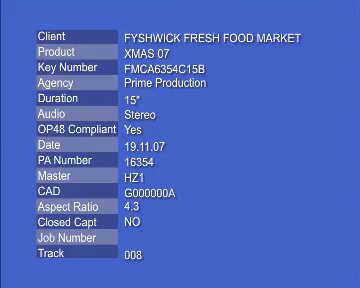 Client FYSHWICK FRESH FOOD MARKET
Product XMAS 07
Key Number FMCA6354C15B
Agency Prime Production
Duration 15"
Audio Stereo
OP48 Compliant Yes
Date 19.11.07
PA Number 16354
Master HZ1
CAD G000000A
Aspect Ratio 4.3
Closed Capt NO
Job Number
Track 008